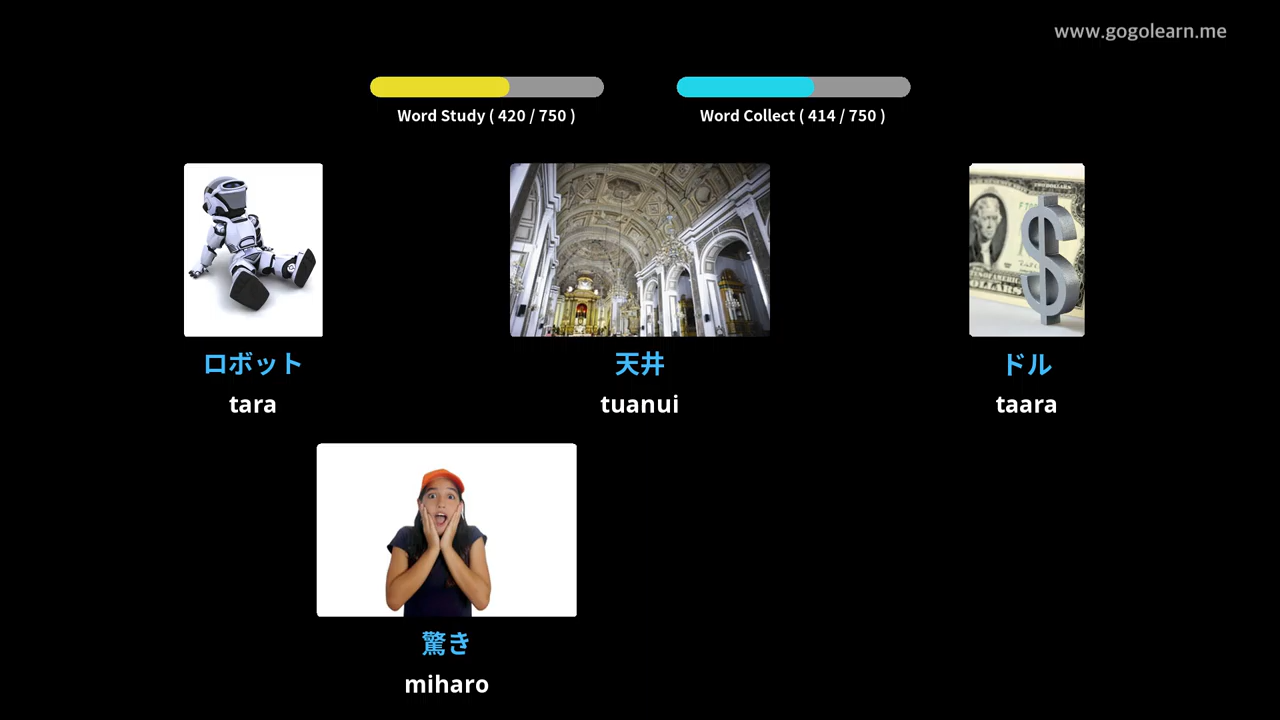 www.gogolearn.me
Word Study ( 420 / 750 )
Word Collect ( 414 / 750 )
ロボット
tara
天井
tuanui
ドル
taara
驚き
miharo